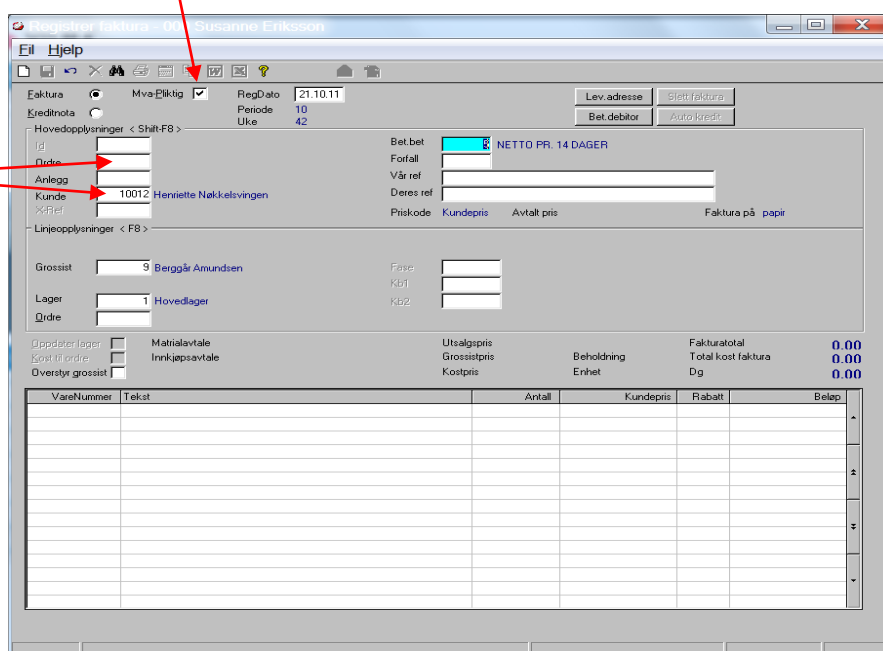 Registrer faktura - 00 Susanne Eriksson
Fil Hjelp
Faktura Mva-Pliktig RegDato 21.10.11 Lev.adresse Slett faktura
Kreditnota Periode 10 Bet.debitor Auto kredit
Uke 42
Hovedopplysninger < Shift-F8 >
Id Bet.bet NETTO PR. 14 DAGER
Ordre Forfall
Anlegg Vår ref
Kunde 10012 Henriette Nøkkelsvingen Deres ref
X-Ref Priskode Kundepris Avtalt pris Faktura på papir
Linjeopplysninger < F8 >
Grossist 9 Berggår Amundsen Fase
Kb1
Lager 1 Hovedlager Kb2
Ordre
Oppdater lager Matrialavtale Utsalgspris Fakturatotal 0.00
Kost til ordre Innkjøpsavtale Grossistpris Beholdning Total kost faktura 0.00
Overstyr grossist Kostpris Enhet Dg 0.00
VareNummer Tekst Antall Kundepris Rabatt Beløp